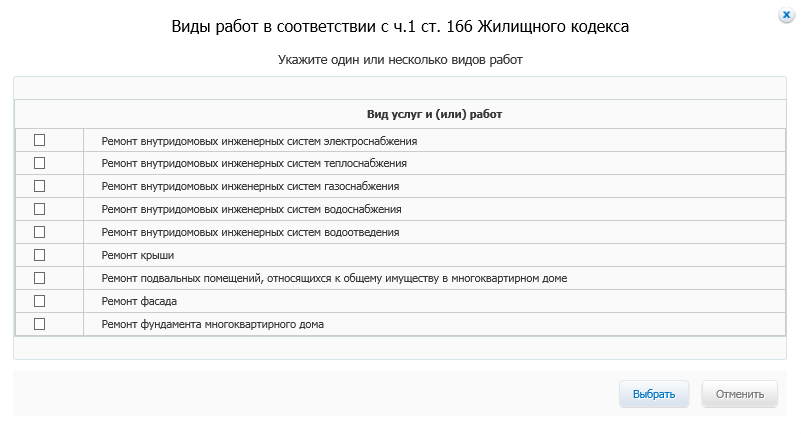 Виды работ в соответствии с ч.1 ст. 166 Жилищного кодекса
Укажите один или несколько видов работ
Вид услуг и (или) работ
Ремонт внутридомовых инженерных систем электроснабжения
Ремонт внутридомовых инженерных систем теплоснабжения
Ремонт внутридомовых инженерных систем газоснабжения
Ремонт внутридомовых инженерных систем водоснабжения
Ремонт внутридомовых инженерных систем водоотведения
Ремонт крыши
Ремонт подвальных помещений, относящихся к общему имуществу в многоквартирном доме
Ремонт фасада
Ремонт фундамента многоквартирного дома
Выбрать Отменить